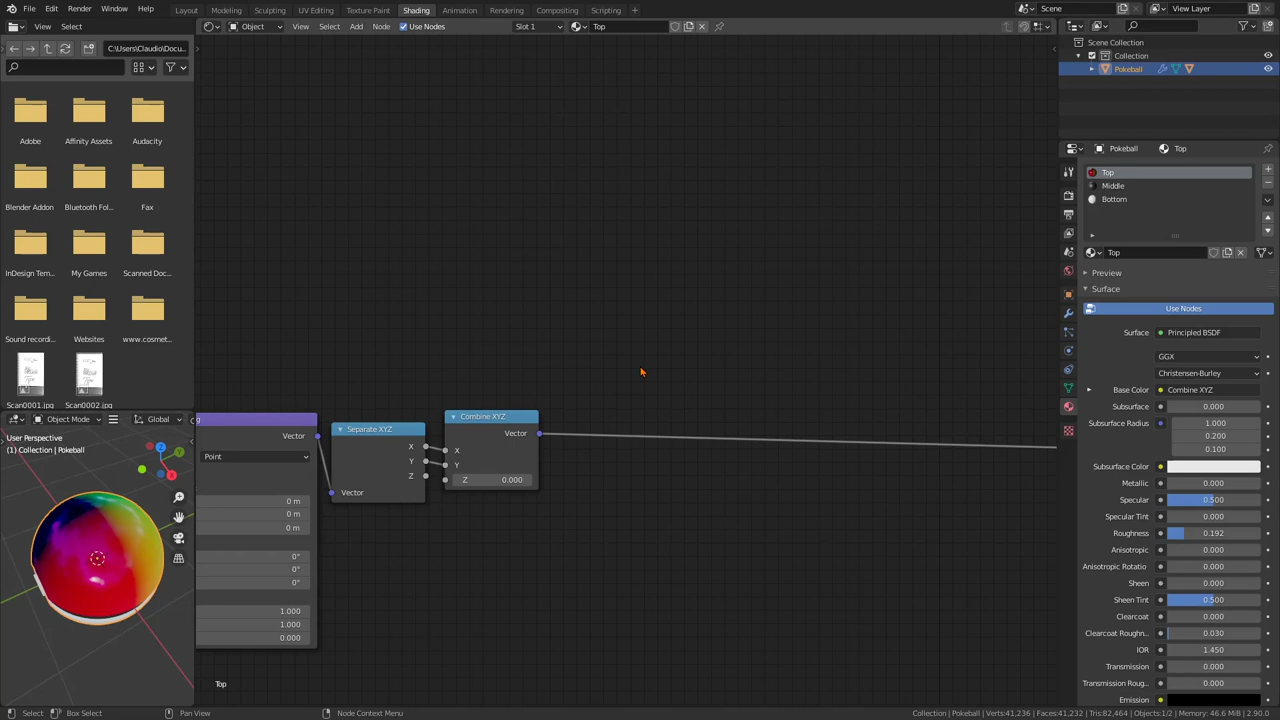 File Edit Render Window Help Layout Modeling Sculpting UV Editing Texture Paint Shading Animation Rendering Compositing Scripting Scene View Layer
View Select Object View Select Add Node Use Nodes Slot 1 Top
C:\Users\Claudio\Docu...
Scene Collection
Collection
Pokeball
Adobe Affinity Assets Audacity
Blender Addon Bluetooth Fol... Fax
InDesign Tem... My Games Scanned Doc...
Sound recordi... Websites www.cosmet...
Scan0001.jpg Scan0002.jpg
Object Mode Global
User Perspective
(1) Collection | Pokeball
g
Vector
Point
0 m
0 m
0 m
0°
0°
0°
1.000
1.000
0.000
Separate XYZ
X
Y
Z
Vector
Combine XYZ
Vector
X
Y
Z 0.000
Top
Pokeball Top
Top
Middle
Bottom
Top
Preview
Surface
Use Nodes
Surface Principled BSDF
GGX
Christensen-Burley
Base Color Combine XYZ
Subsurface 0.000
Subsurface Radius 1.000
0.200
0.100
Subsurface Color
Metallic 0.000
Specular 0.500
Specular Tint 0.000
Roughness 0.192
Anisotropic 0.000
Anisotropic Rotatio 0.000
Sheen 0.000
Sheen Tint 0.500
Clearcoat 0.000
Clearcoat Roughn... 0.030
IOR 1.450
Transmission 0.000
Transmission Roug... 0.000
Emission
Select Box Select Pan View Node Context Menu Collection | Pokeball | Verts:41,236 | Faces:41,232 | Tris:82,464 | Objects:1/2 | Memory: 46.6 MiB | 2.90.0